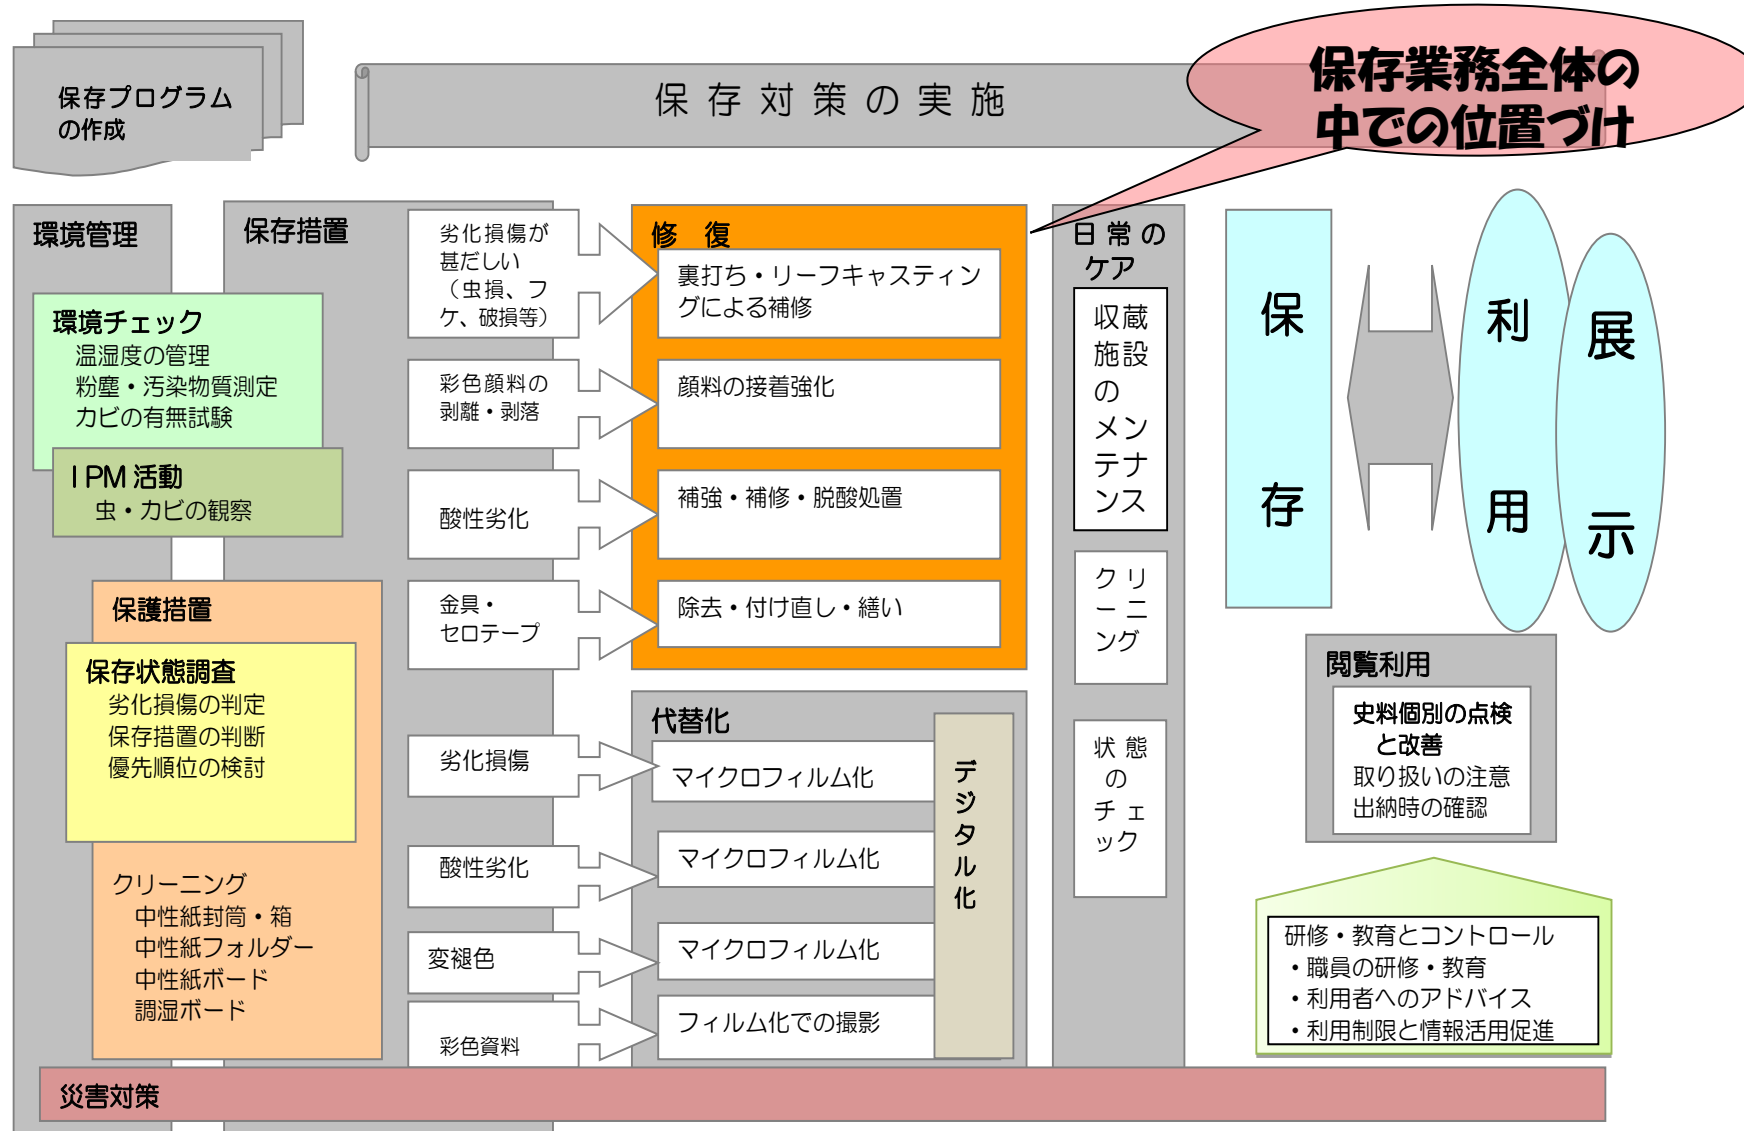 保存プログラム
の作成
保存対策の実施
保存業務全体の
中での位置づけ
環境管理
環境チェック
温湿度の管理
粉塵・汚染物質測定
カビの有無試験
IPM活動
虫・カビの観察
保存措置
保護措置
保存状態調査
劣化損傷の判定
保存措置の判断
優先順位の検討
クリーニング
中性紙封筒・箱
中性紙フォルダー
中性紙ボード
調湿ボード
劣化損傷が
甚だしい
（虫損、フ
ケ、破損等）
彩色顔料の
剥離・剥落
酸性劣化
金具・
セロテープ
劣化損傷
酸性劣化
変褪色
彩色資料
修 復
裏打ち・リーフキャスティン
グによる補修
顔料の接着強化
補強・補修・脱酸処置
除去・付け直し・繕い
代替化
マイクロフィルム化
マイクロフィルム化
マイクロフィルム化
フィルム化での撮影
デジタル化
日常の
ケア
収蔵
施設
の
メン
テナ
ンス
クリ
ーニ
ング
状態
の
チェ
ック
保存
利用
展示
閲覧利用
史料個別の点検
と改善
取り扱いの注意
出納時の確認
研修・教育とコントロール
・職員の研修・教育
・利用者へのアドバイス
・利用制限と情報活用促進
災害対策